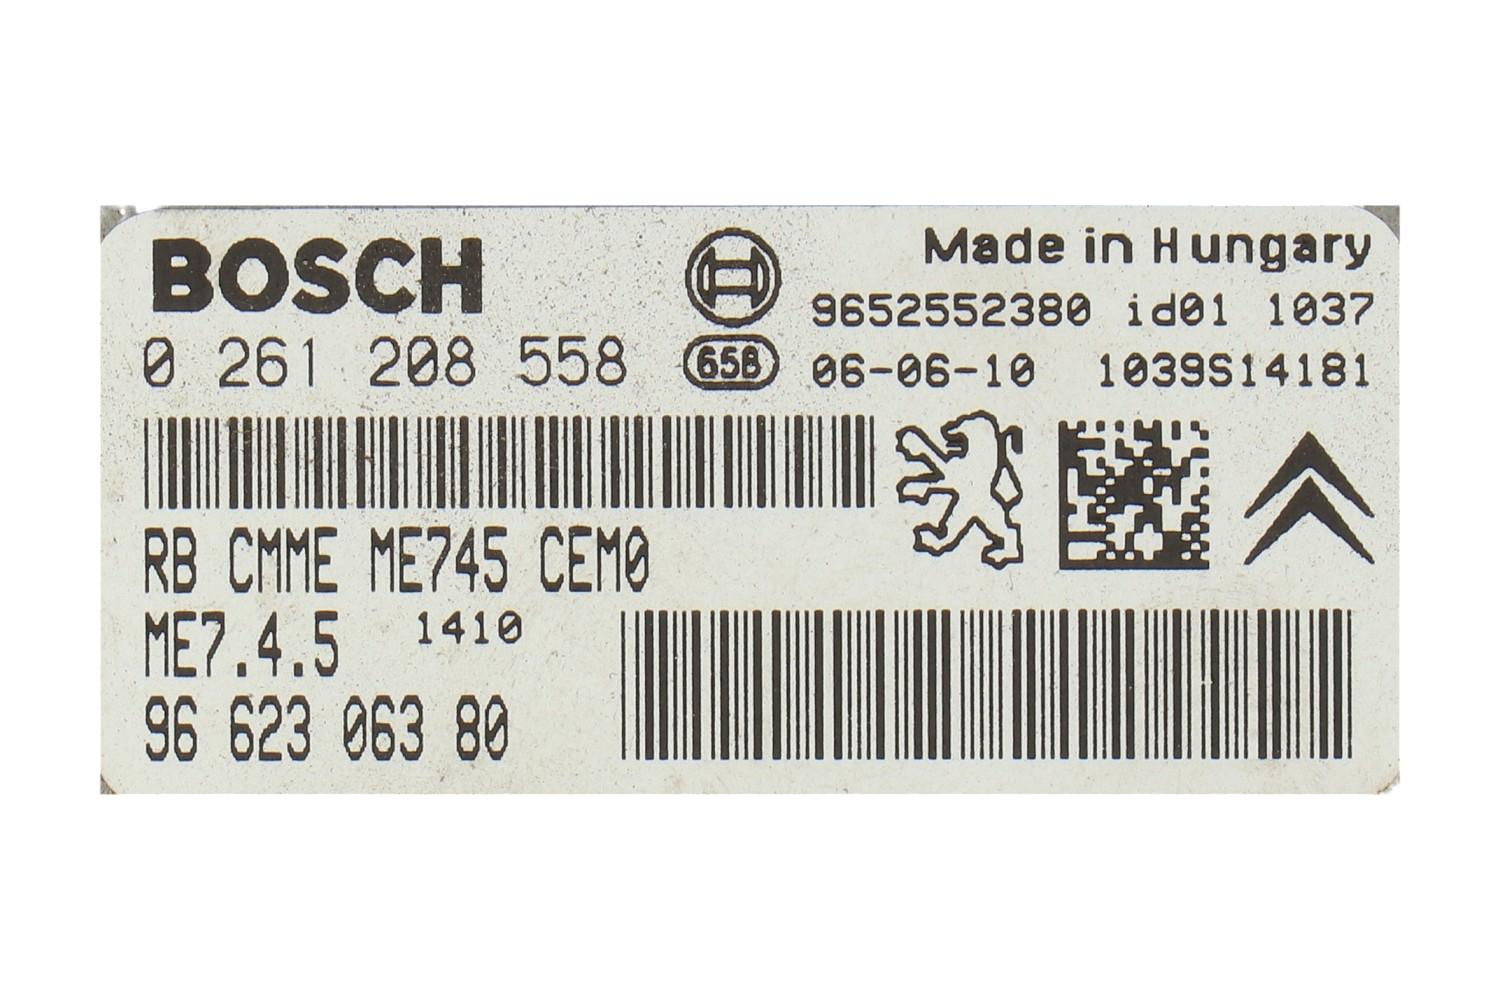 BOSCH
Made in Hungary
9652552380 id01 1037
0 261 208 558
658
06-06-10 1039S14181
RB CMME ME745 CEM0
ME7.4.5 1410
96 623 063 80